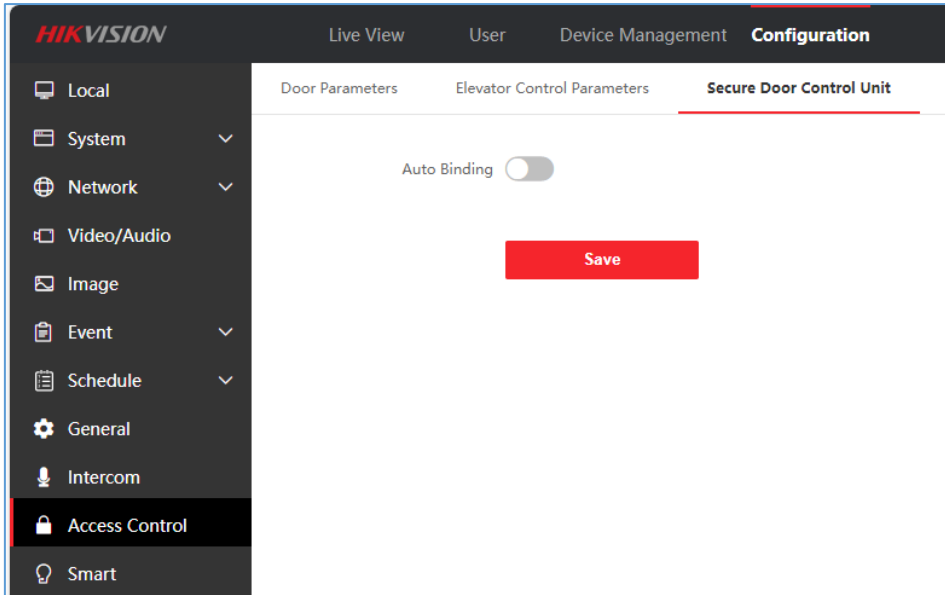 HIKVISION
Live View User Device Management Configuration
Local
System
Network
Video/Audio
Image
Event
Schedule
General
Intercom
Access Control
Smart
Door Parameters Elevator Control Parameters Secure Door Control Unit
Auto Binding
Save